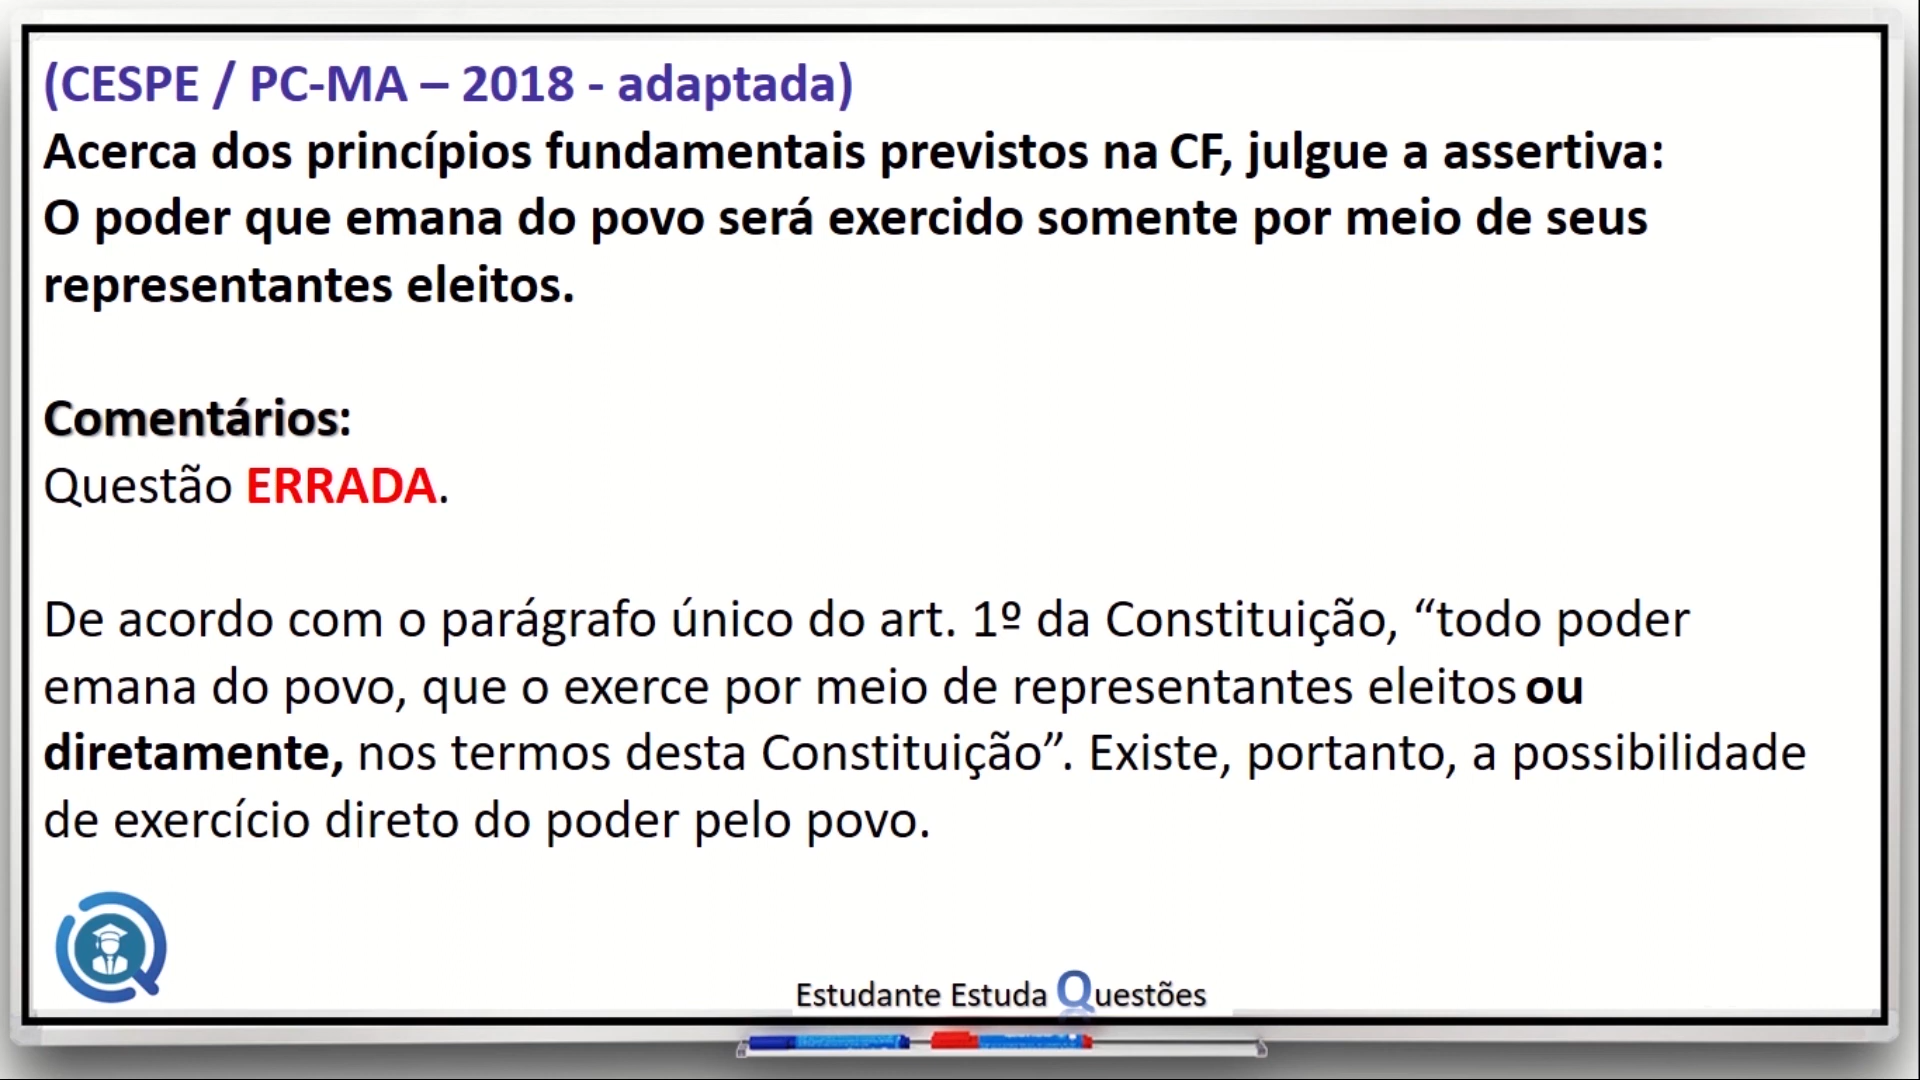 (CESPE / PC-MA – 2018 - adaptada)
Acerca dos princípios fundamentais previstos na CF, julgue a assertiva:
O poder que emana do povo será exercido somente por meio de seus
representantes eleitos.
Comentários:
Questão ERRADA.
De acordo com o parágrafo único do art. 1º da Constituição, “todo poder
emana do povo, que o exerce por meio de representantes eleitos ou
diretamente, nos termos desta Constituição”. Existe, portanto, a possibilidade
de exercício direto do poder pelo povo.
Estudante Estuda Questões